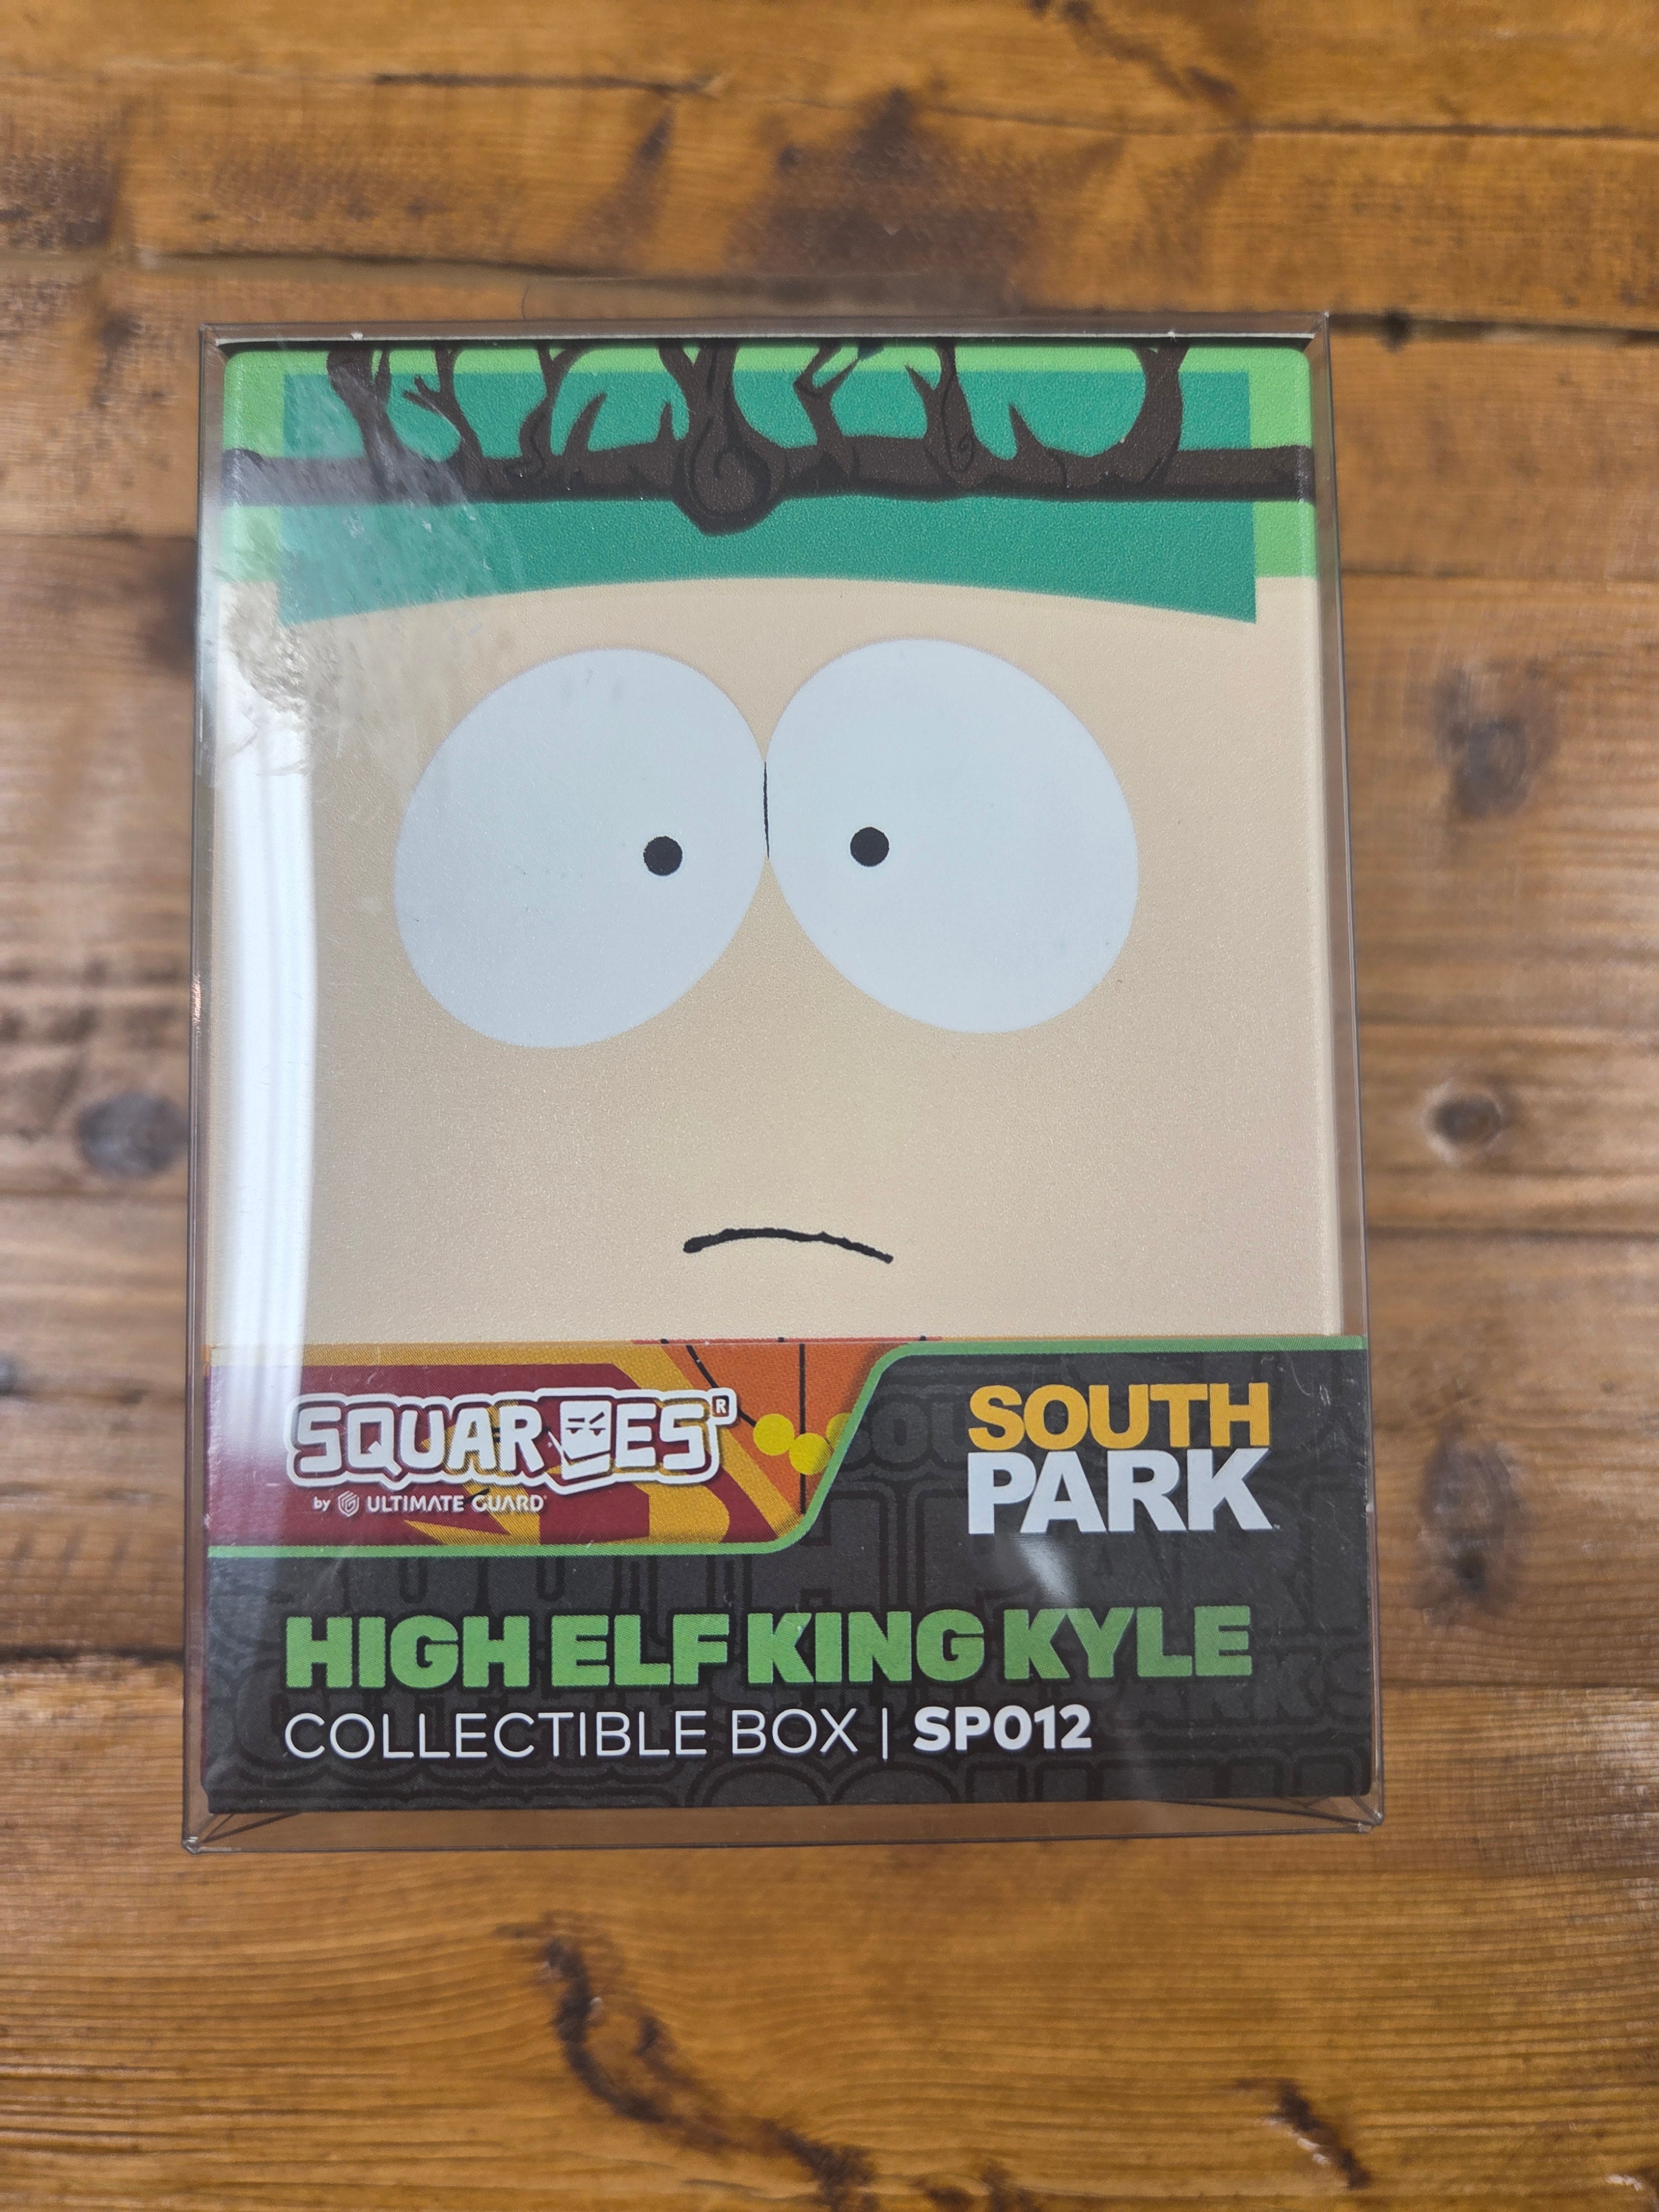 SQUAROES®
by ULTIMATE GUARD
SOUTH
PARK
HIGH ELF KING KYLE
COLLECTIBLE BOX | SP012